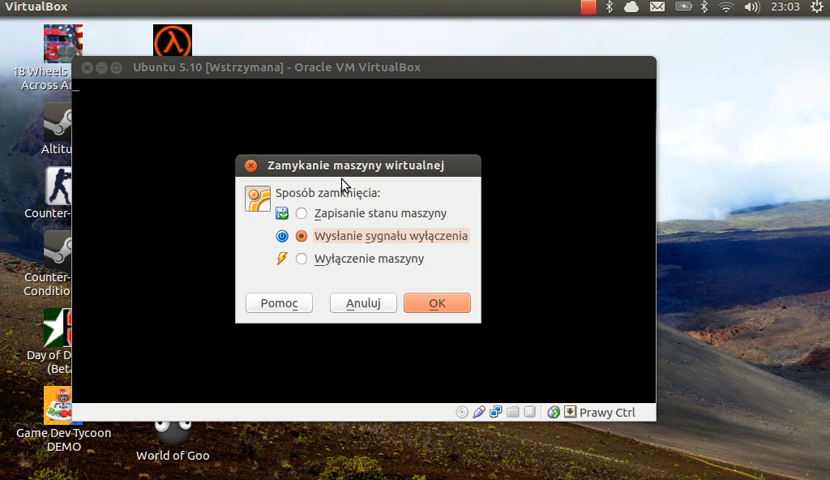 VirtualBox
23:03
18 Wheels
Across A
Ubuntu 5.10 [Wstrzymana] - Oracle VM VirtualBox
Altitu
Zamykanie maszyny wirtualnej
Sposób zamknięcia:
Zapisanie stanu maszyny
Counter-
Wysłanie sygnału wyłączenia
Wyłączenie maszyny
Counter-
Conditio
Pomoc
Anuluj
OK
Day of D
(Bet
Prawy Ctrl
Game Dev Tycoon
DEMO
World of Goo